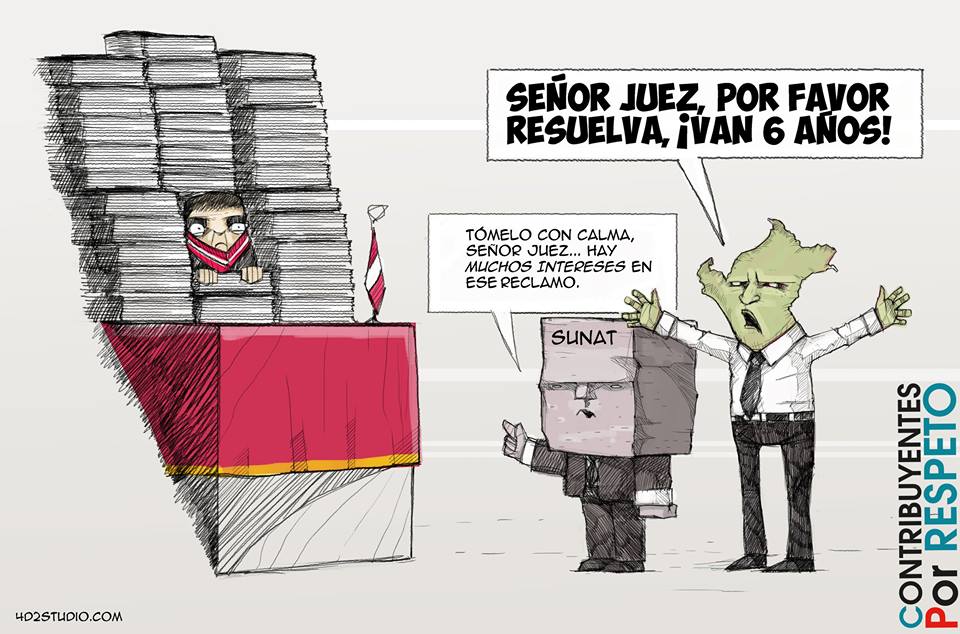 SEÑOR JUEZ, POR FAVOR
RESUELVA, ¡VAN 6 AÑOS!
TÓMELO CON CALMA,
SEÑOR JUEZ... HAY
MUCHOS INTERESES EN
ESE RECLAMO.
SUNAT
CONTRIBUYENTES
Por RESPETO
4D2STUDIO.COM